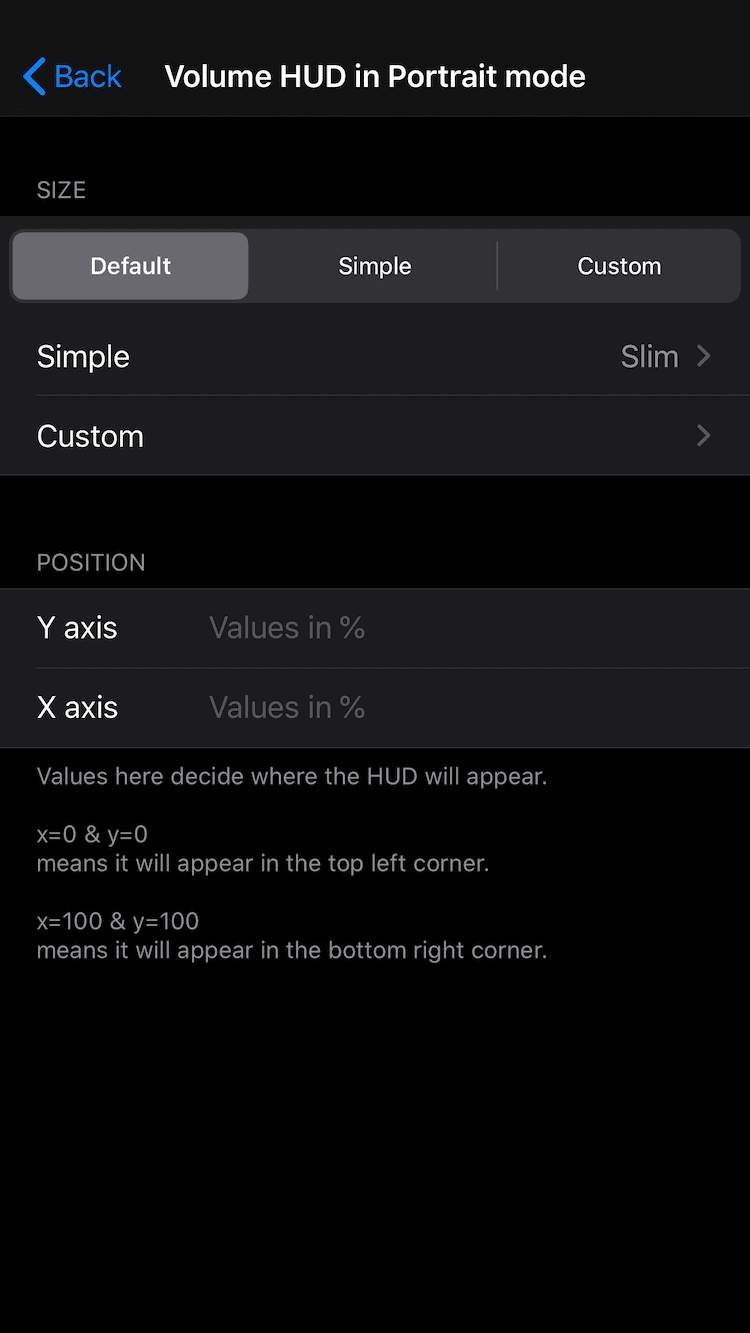 Back Volume HUD in Portrait mode
SIZE
Default Simple Custom
Simple Slim
Custom
POSITION
Y axis Values in %
X axis Values in %
Values here decide where the HUD will appear.
x=0 & y=0
means it will appear in the top left corner.
x=100 & y=100
means it will appear in the bottom right corner.